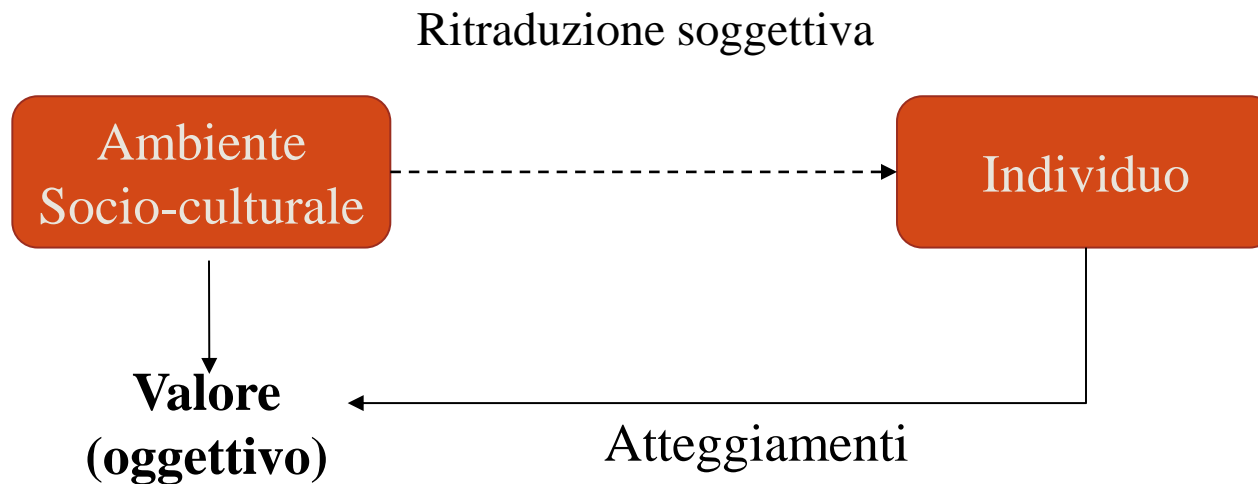 Ritraduzione soggettiva
Ambiente
Socio-culturale
Individuo
Valore
(oggettivo)
Atteggiamenti